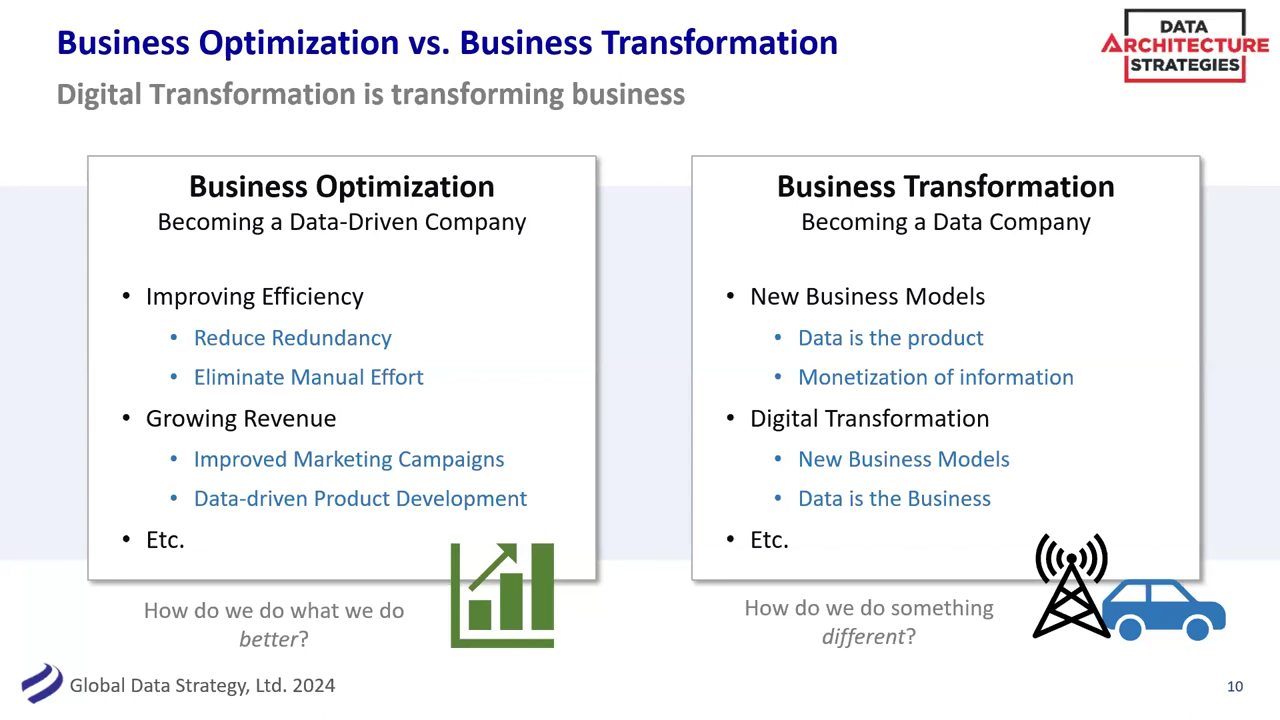 Business Optimization vs. Business Transformation
Digital Transformation is transforming business
DATA
ARCHITECTURE
STRATEGIES
Business Optimization
Becoming a Data-Driven Company
• Improving Efficiency
• Reduce Redundancy
• Eliminate Manual Effort
• Growing Revenue
• Improved Marketing Campaigns
• Data-driven Product Development
• Etc.
How do we do what we do
better?
Business Transformation
Becoming a Data Company
• New Business Models
• Data is the product
• Monetization of information
• Digital Transformation
• New Business Models
• Data is the Business
• Etc.
How do we do something
different?
Global Data Strategy, Ltd. 2024
10